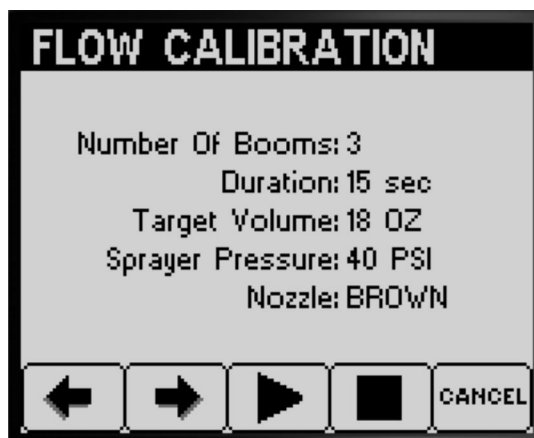 FLOW CALIBRATION
Number Of Booms: 3
Duration: 15 sec
Target Volume: 18 OZ
Sprayer Pressure: 40 PSI
Nozzle: BROWN
CANCEL